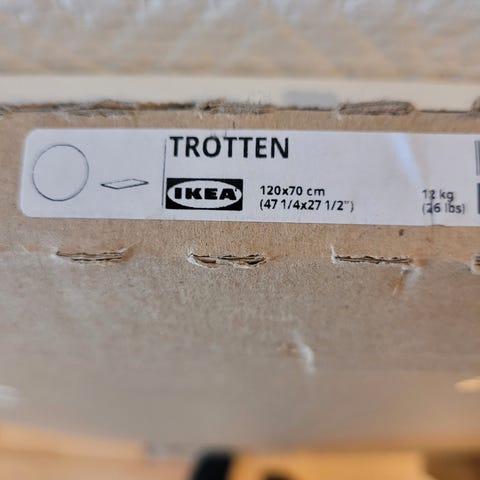 TROTTEN
IKEA
120x70 cm
(47 1/4x27 1/2")
12 kg
(26 lbs)